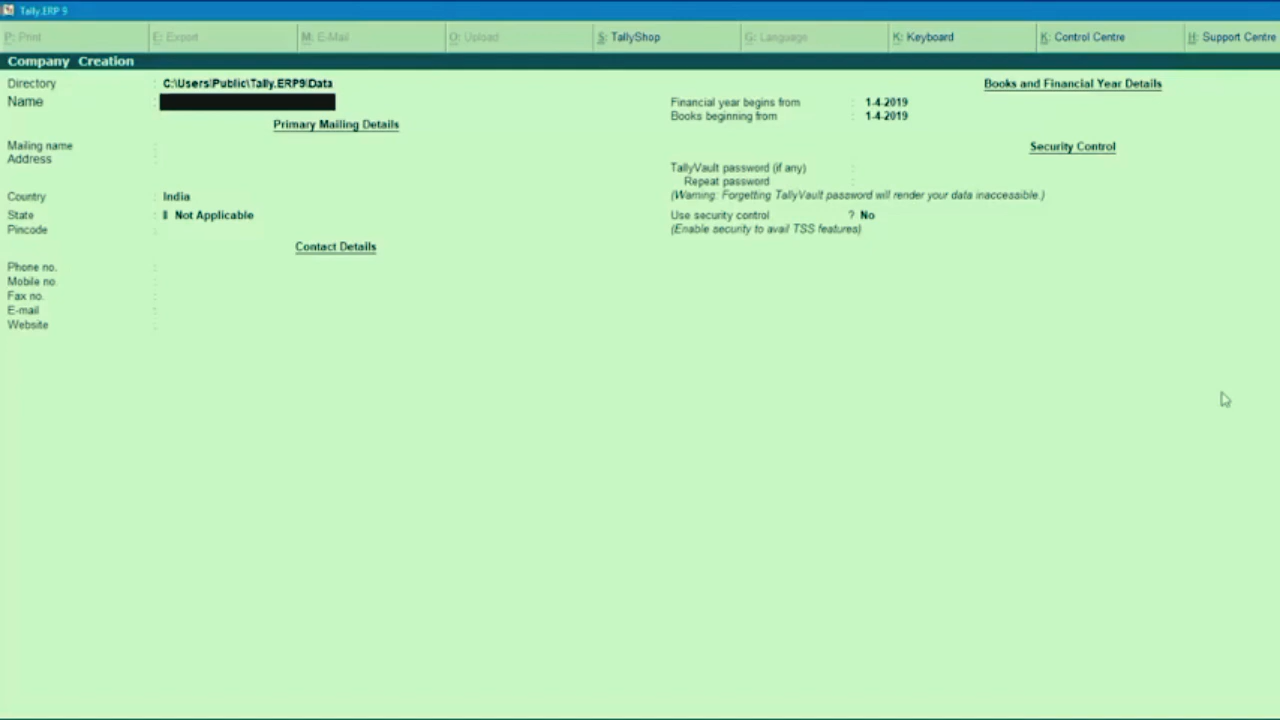 Tally.ERP 9
P: Print E: Export M: E-Mail O: Upload S: TallyShop G: Language K: Keyboard K: Control Centre H: Support Centre
Company Creation
Directory : C:\Users\Public\Tally.ERP9\Data
Name :
Primary Mailing Details
Mailing name :
Address :
Country : India
State : Not Applicable
Pincode :
Contact Details
Phone no. :
Mobile no. :
Fax no. :
E-mail :
Website :
Books and Financial Year Details
Financial year begins from : 1-4-2019
Books beginning from : 1-4-2019
Security Control
TallyVault password (if any) :
Repeat password :
(Warning: Forgetting TallyVault password will render your data inaccessible.)
Use security control ? No
(Enable security to avail TSS features)